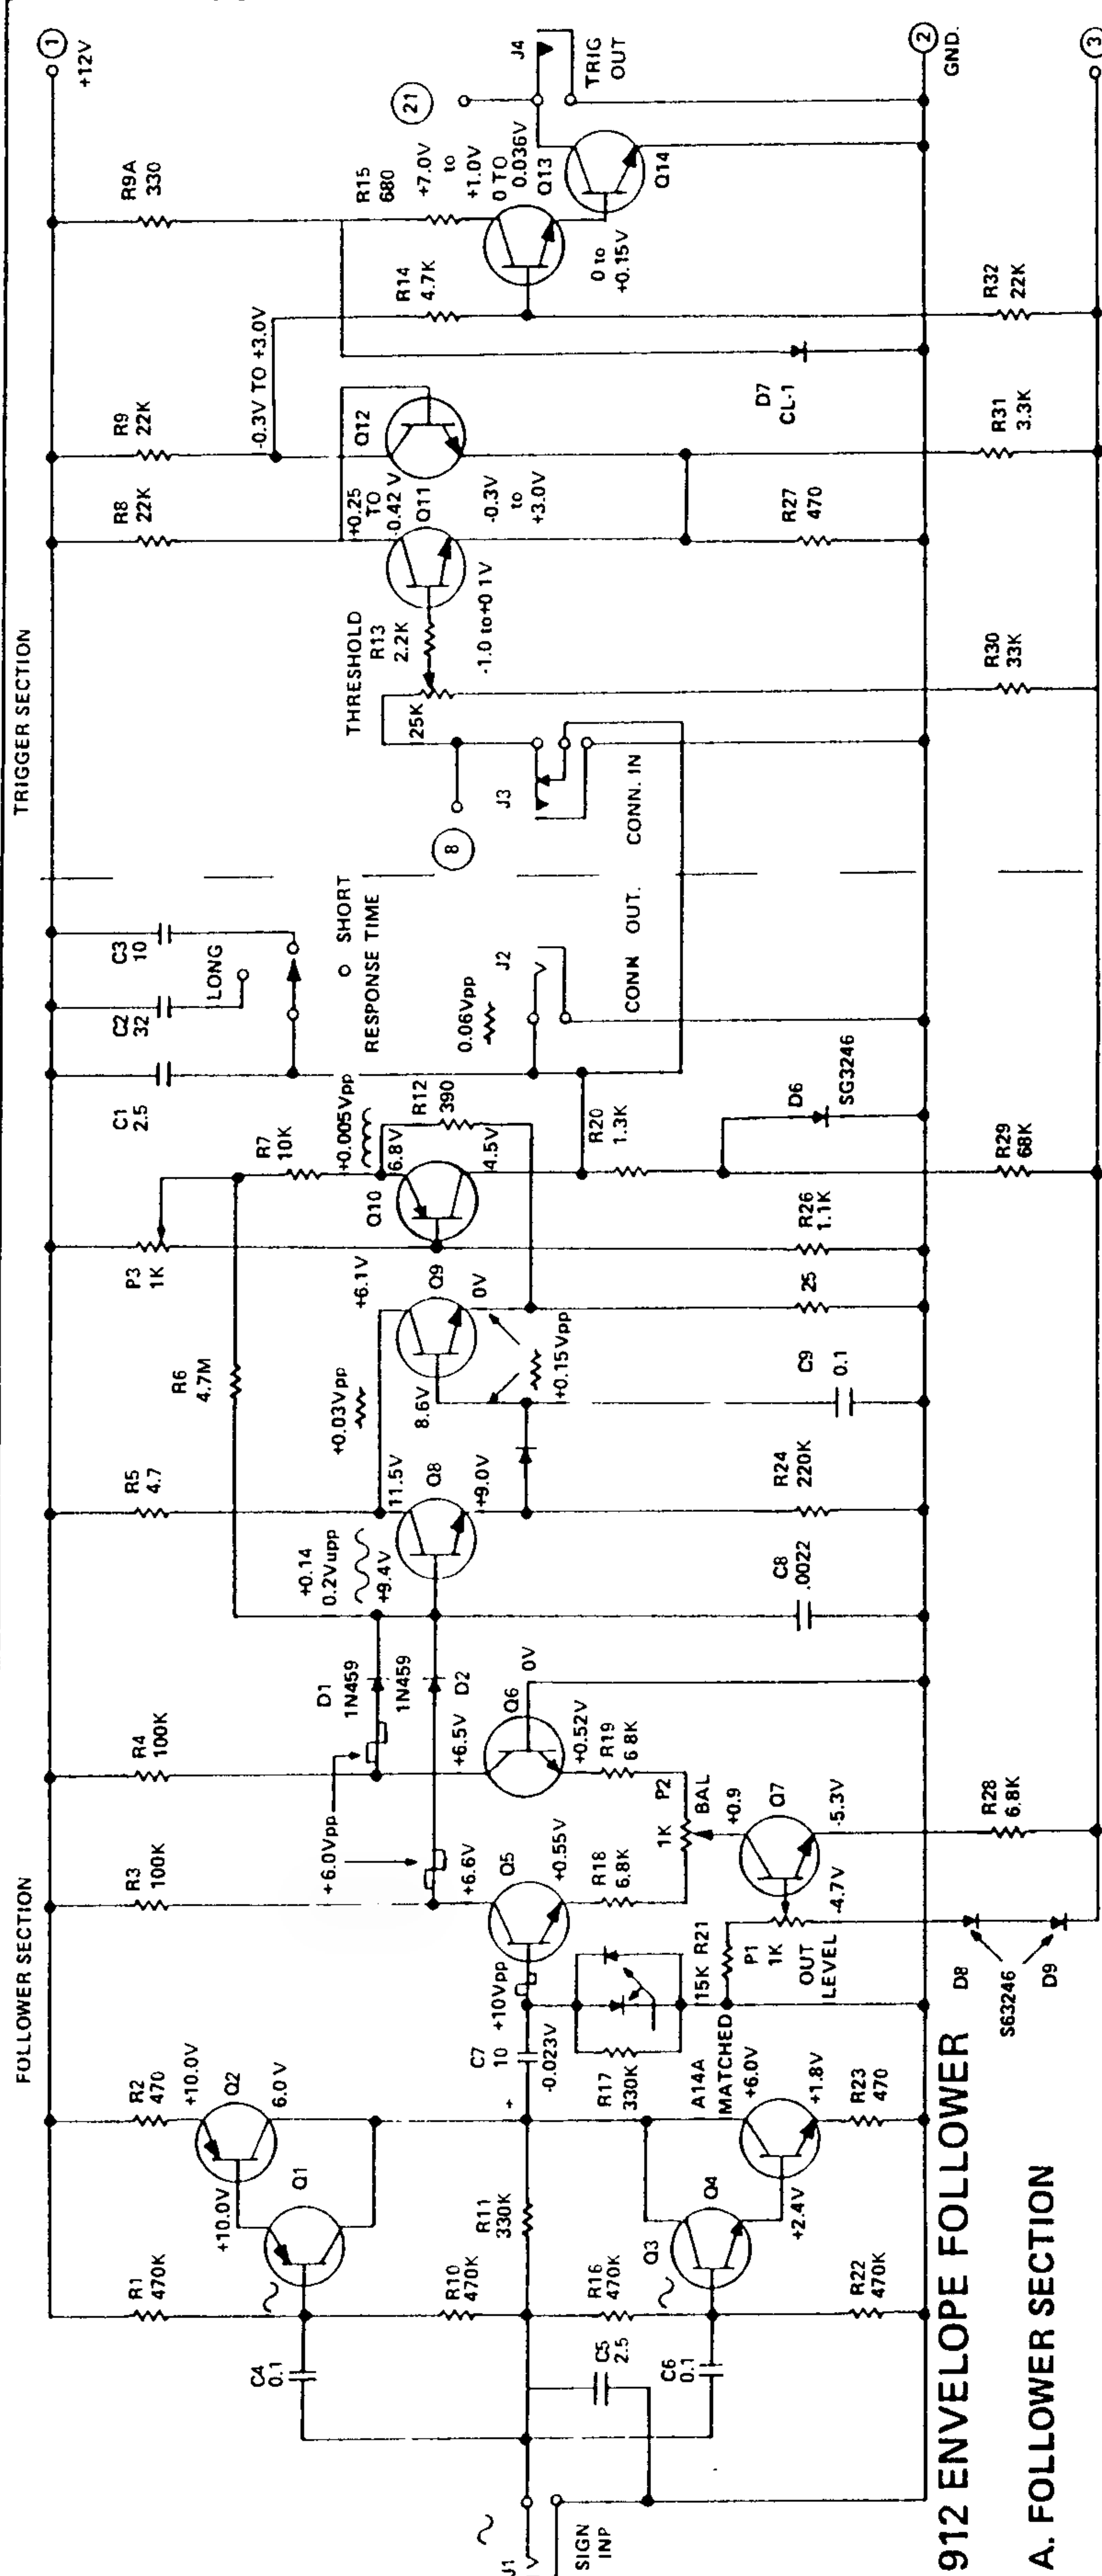 FOLLOWER SECTION
TRIGGER SECTION
1
+12V
R1
470K
R2
470
R3
100K
R4
100K
R5
4.7
R6
4.7M
P3
1K
R7
10K
C1
2.5
C2
32
C3
10
LONG
O SHORT
RESPONSE TIME
R8
22K
R9
22K
R9A
330
-0.3V TO +3.0V
C4
0.1
Q1
+10.0V
Q2
+10.0V
6.0 V
R10
470K
R11
330K
C7
10
+
-0.023V
+10Vpp
+6.0Vpp
+6.6V
Q5
+0.55V
D1
1N459
1N459
D2
+6.5V
Q6
0V
+0.52V
+0.14
0.2Vupp
+9.4V
11.5V
Q8
+9.0V
+0.03Vpp
+6.1V
8.6V
Q9
0V
+0.15Vpp
Q10
+0.005Vpp
6.8V
4.5V
R12
390
R20
1.3K
0.06Vpp
J2
CONN OUT.
CONN. IN
8
J3
THRESHOLD
25K
R13
2.2K
-1.0 to+0 1V
+0.25
TO
-0.42 V
Q11
Q12
-0.3V
to
+3.0V
R14
4.7K
R15
680
+7.0V
to
+1.0V
0 TO
0.036V
Q13
0 to
+0.15V
Q14
21
J4
TRIG
OUT
J1
SIGN
INP
C5
2.5
C6
0.1
R16
470K
Q3
Q4
+2.4V
R22
470K
R17
330K
A14A
MATCHED
+6.0V
+1.8V
R23
470
15K R21
P1
1K
OUT
LEVEL
R18
6.8K
R19
6.8K
P2
1K
BAL
+0.9
Q7
-4.7V
-5.3V
C8
.0022
R24
220K
C9
0.1
25
R26
1.1K
D6
SG3246
R27
470
D7
CL-1
2
GND.
D8
S63246
D9
R28
6.8K
R29
68K
R30
33K
R31
3.3K
R32
22K
3
912 ENVELOPE FOLLOWER
A. FOLLOWER SECTION